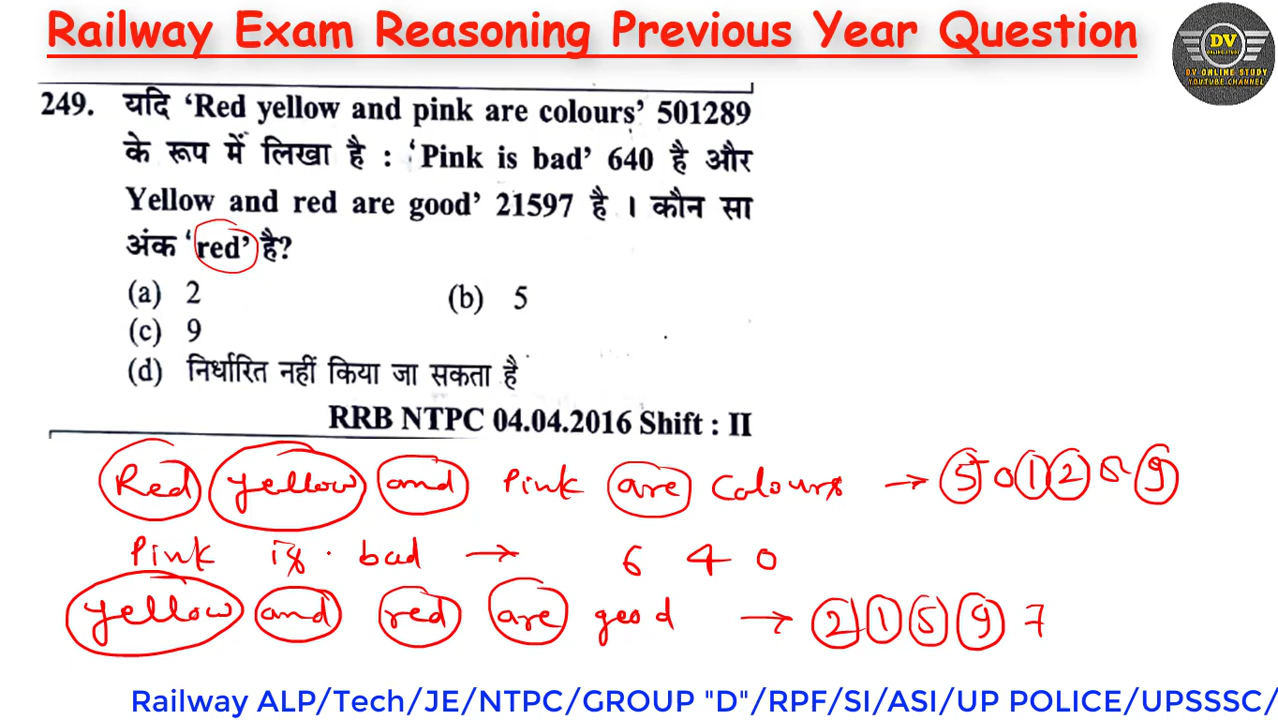 Railway Exam Reasoning Previous Year Question
DV
DV ONLINE STUDY
YOUTUBE CHANNEL
249. यदि 'Red yellow and pink are colours' 501289
के रूप में लिखा है : 'Pink is bad' 640 है और
Yellow and red are good' 21597 है । कौन सा
अंक 'red' है?
(a) 2 (b) 5
(c) 9
(d) निर्धारित नहीं किया जा सकता है
RRB NTPC 04.04.2016 Shift : II
Red yellow and Pink are Colours → 5 0 1 2 8 9
Pink is bad → 6 4 0
yellow and red are good → 2 1 5 9 7
Railway ALP/Tech/JE/NTPC/GROUP "D"/RPF/SI/ASI/UP POLICE/UPSSSC/